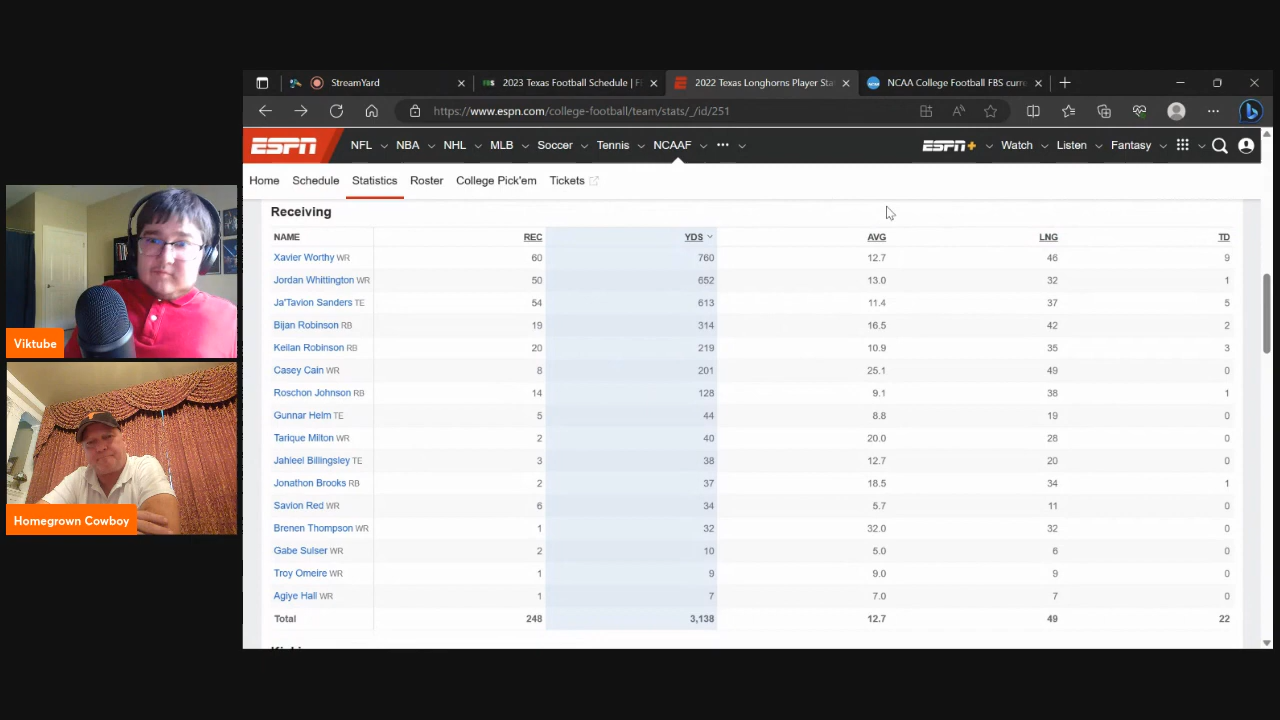 StreamYard
2023 Texas Football Schedule | F
2022 Texas Longhorns Player Sta
NCAA College Football FBS curre
https://www.espn.com/college-football/team/stats/_/id/251
ESPN NFL NBA NHL MLB Soccer Tennis NCAAF ••• ESPN+ Watch Listen Fantasy
Home Schedule Statistics Roster College Pick'em Tickets
Receiving
NAME REC YDS AVG LNG TD
Xavier Worthy WR 60 760 12.7 46 9
Jordan Whittington WR 50 652 13.0 32 1
Ja'Tavion Sanders TE 54 613 11.4 37 5
Bijan Robinson RB 19 314 16.5 42 2
Keilan Robinson RB 20 219 10.9 35 3
Casey Cain WR 8 201 25.1 49 0
Roschon Johnson RB 14 128 9.1 38 1
Gunnar Helm TE 5 44 8.8 19 0
Tarique Milton WR 2 40 20.0 28 0
Jahleel Billingsley TE 3 38 12.7 20 0
Jonathon Brooks RB 2 37 18.5 34 1
Savion Red WR 6 34 5.7 11 0
Brenen Thompson WR 1 32 32.0 32 0
Gabe Sulser WR 2 10 5.0 6 0
Troy Omeire WR 1 9 9.0 9 0
Agiye Hall WR 1 7 7.0 7 0
Total 248 3,138 12.7 49 22
Viktube
Homegrown Cowboy